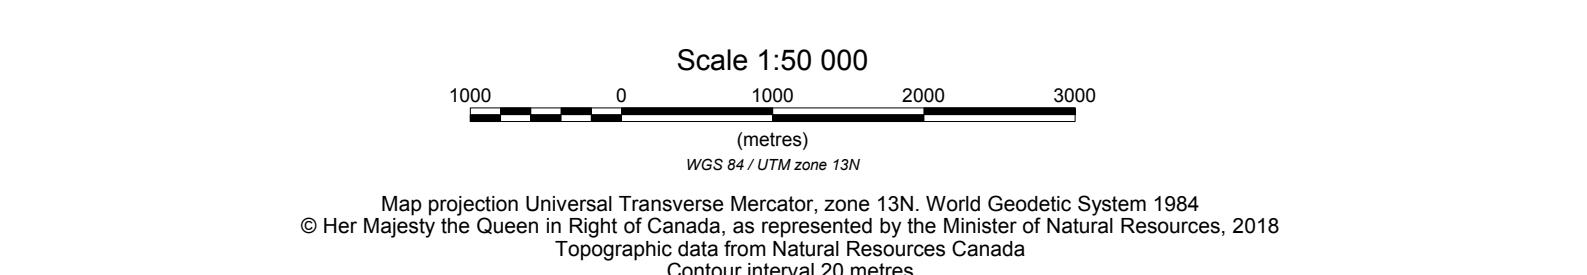 Scale 1:50 000
1000 0 1000 2000 3000
(metres)
WGS 84 / UTM zone 13N
Map projection Universal Transverse Mercator, zone 13N. World Geodetic System 1984
© Her Majesty the Queen in Right of Canada, as represented by the Minister of Natural Resources, 2018
Topographic data from Natural Resources Canada
Contour interval 20 metres